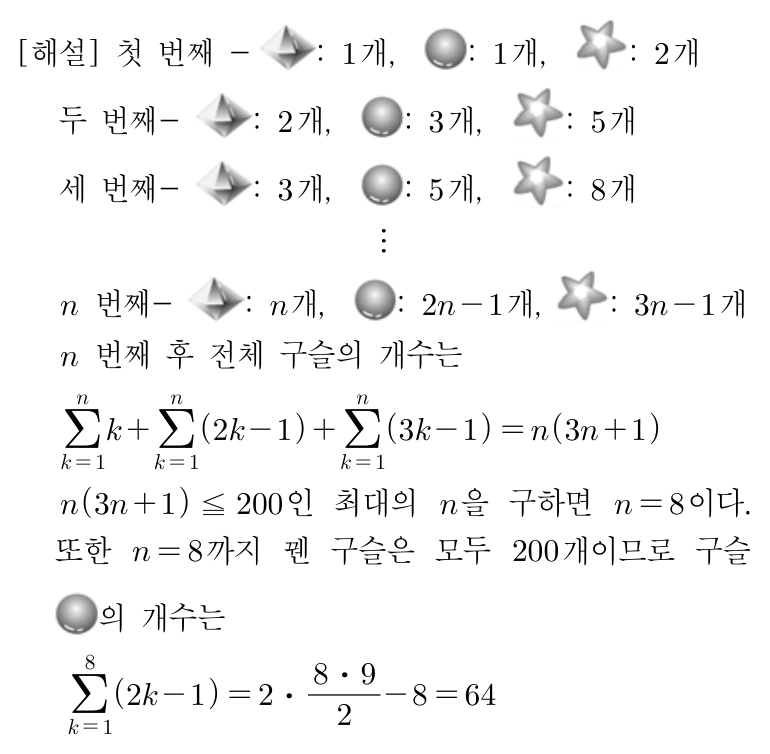 [해설] 첫 번째 - : 1개, : 1개, : 2개
두 번째- : 2개, : 3개, : 5개
세 번째- : 3개, : 5개, : 8개
⋮
n 번째- : n개, : 2n-1개, : 3n-1개
n 번째 후 전체 구슬의 개수는
\sum_{k=1}^{n} k + \sum_{k=1}^{n} (2k-1) + \sum_{k=1}^{n} (3k-1) = n(3n+1)
n(3n+1) ≦ 200인 최대의 n을 구하면 n=8이다.
또한 n=8까지 꿴 구슬은 모두 200개이므로 구슬
의 개수는
\sum_{k=1}^{8} (2k-1) = 2 · \frac{8 · 9}{2} - 8 = 64